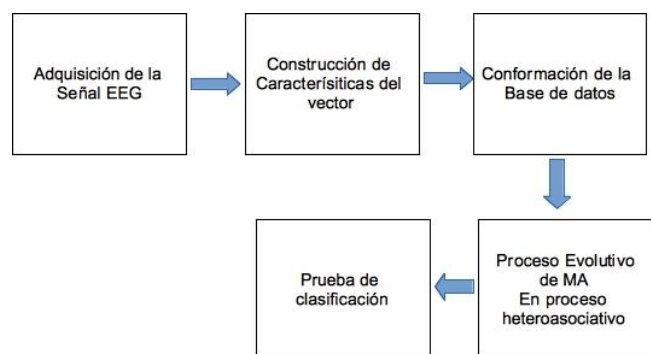 Adquisición de la
Señal EEG
Construcción de
Caracterísiticas del
vector
Conformación de la
Base de datos
Proceso Evolutivo
de MA
En proceso
heteroasociativo
Prueba de
clasificación